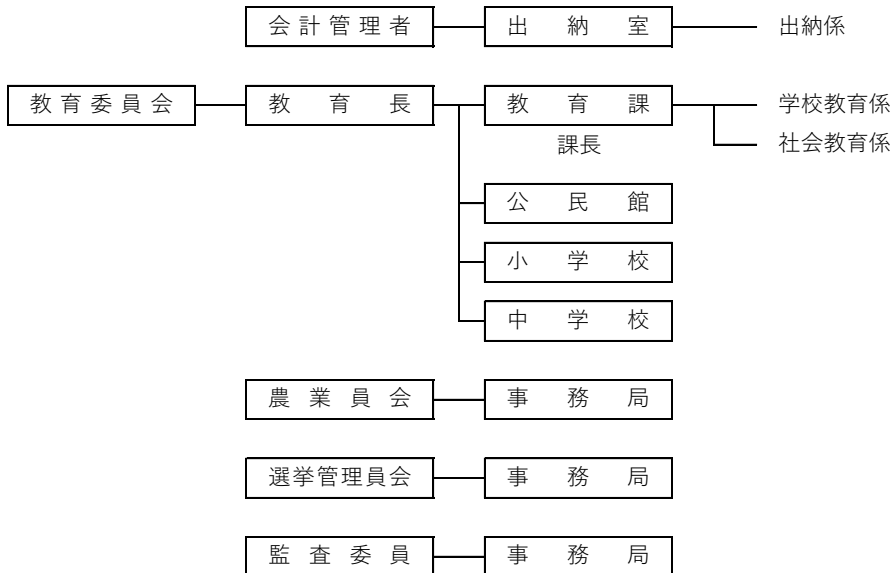 会計管理者 出納室 出納係
教育委員会 教育長 教育課 学校教育係
課長 社会教育係
公民館
小学校
中学校
農業員会 事務局
選挙管理員会 事務局
監査委員 事務局